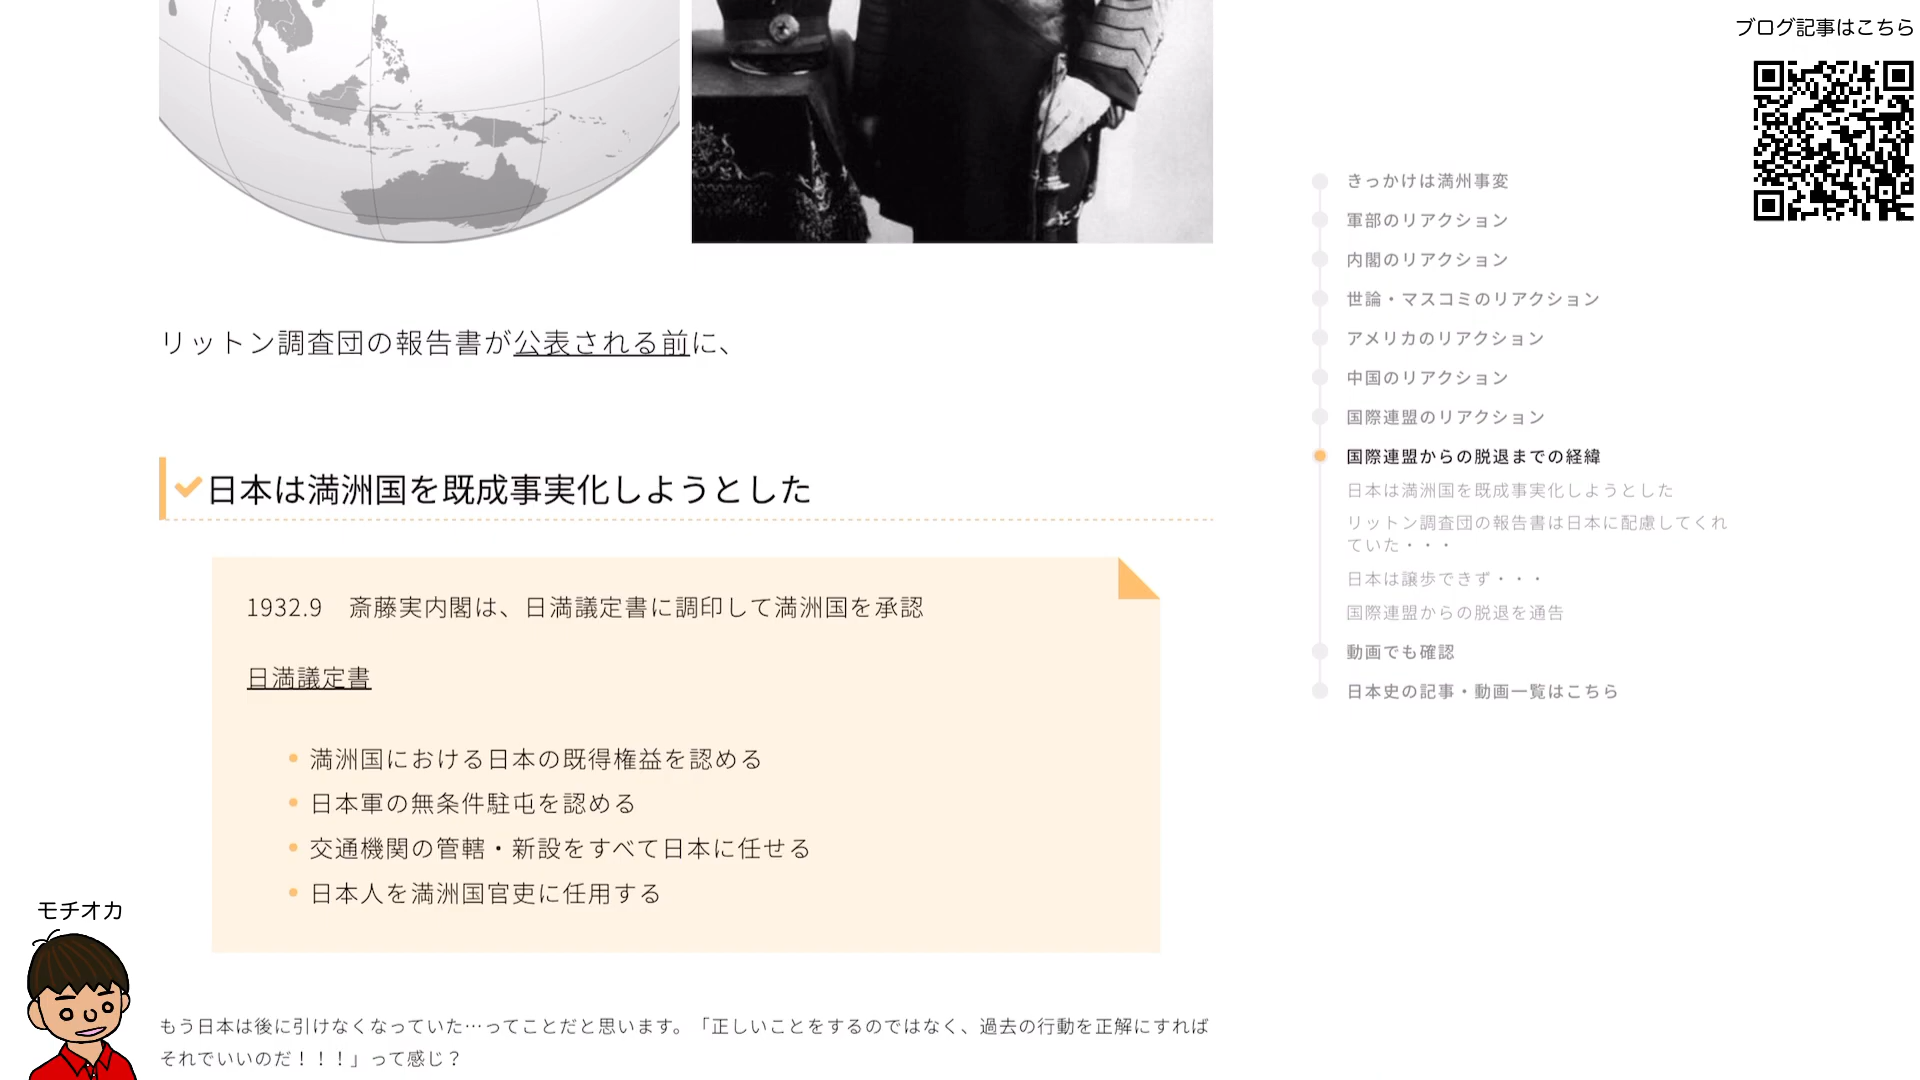 ブログ記事はこちら
リットン調査団の報告書が公表される前に、
日本は満洲国を既成事実化しようとした
1932.9　斎藤実内閣は、日満議定書に調印して満洲国を承認
日満議定書
満洲国における日本の既得権益を認める
日本軍の無条件駐屯を認める
交通機関の管轄・新設をすべて日本に任せる
日本人を満洲国官吏に任用する
もう日本は後に引けなくなっていた…ってことだと思います。「正しいことをするのではなく、過去の行動を正解にすれば
それでいいのだ！！！」って感じ？
モチオカ
きっかけは満州事変
軍部のリアクション
内閣のリアクション
世論・マスコミのリアクション
アメリカのリアクション
中国のリアクション
国際連盟のリアクション
国際連盟からの脱退までの経緯
日本は満洲国を既成事実化しようとした
リットン調査団の報告書は日本に配慮してくれ
ていた・・・
日本は譲歩できず・・・
国際連盟からの脱退を通告
動画でも確認
日本史の記事・動画一覧はこちら